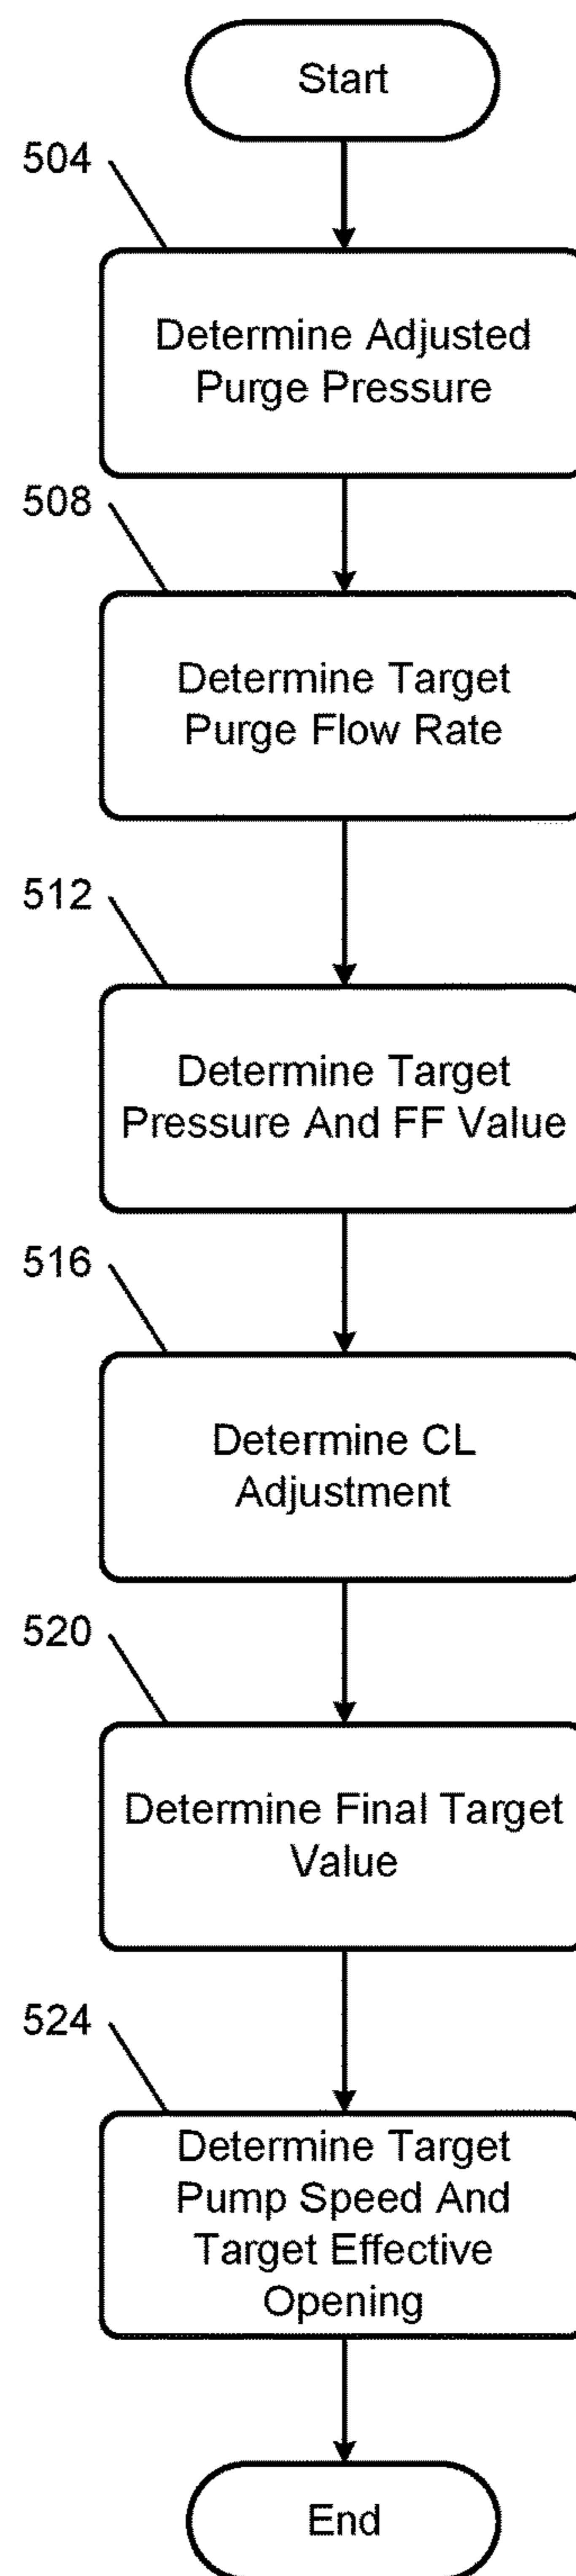 Start
504
Determine Adjusted
Purge Pressure
508
Determine Target
Purge Flow Rate
512
Determine Target
Pressure And FF Value
516
Determine CL
Adjustment
520
Determine Final Target
Value
524
Determine Target
Pump Speed And
Target Effective
Opening
End